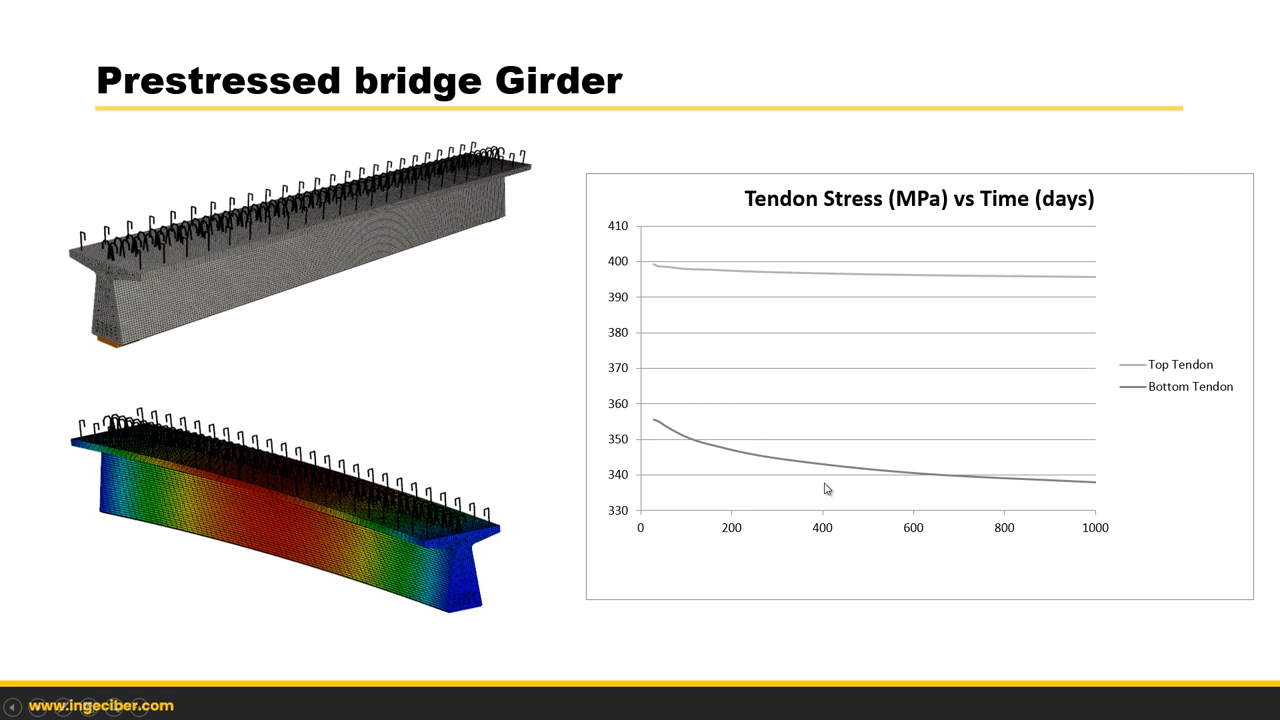 Prestressed bridge Girder
Tendon Stress (MPa) vs Time (days)
410
400
390
380
370
360
350
340
330
0 200 400 600 800 1000
Top Tendon
Bottom Tendon
www.ingeciber.com